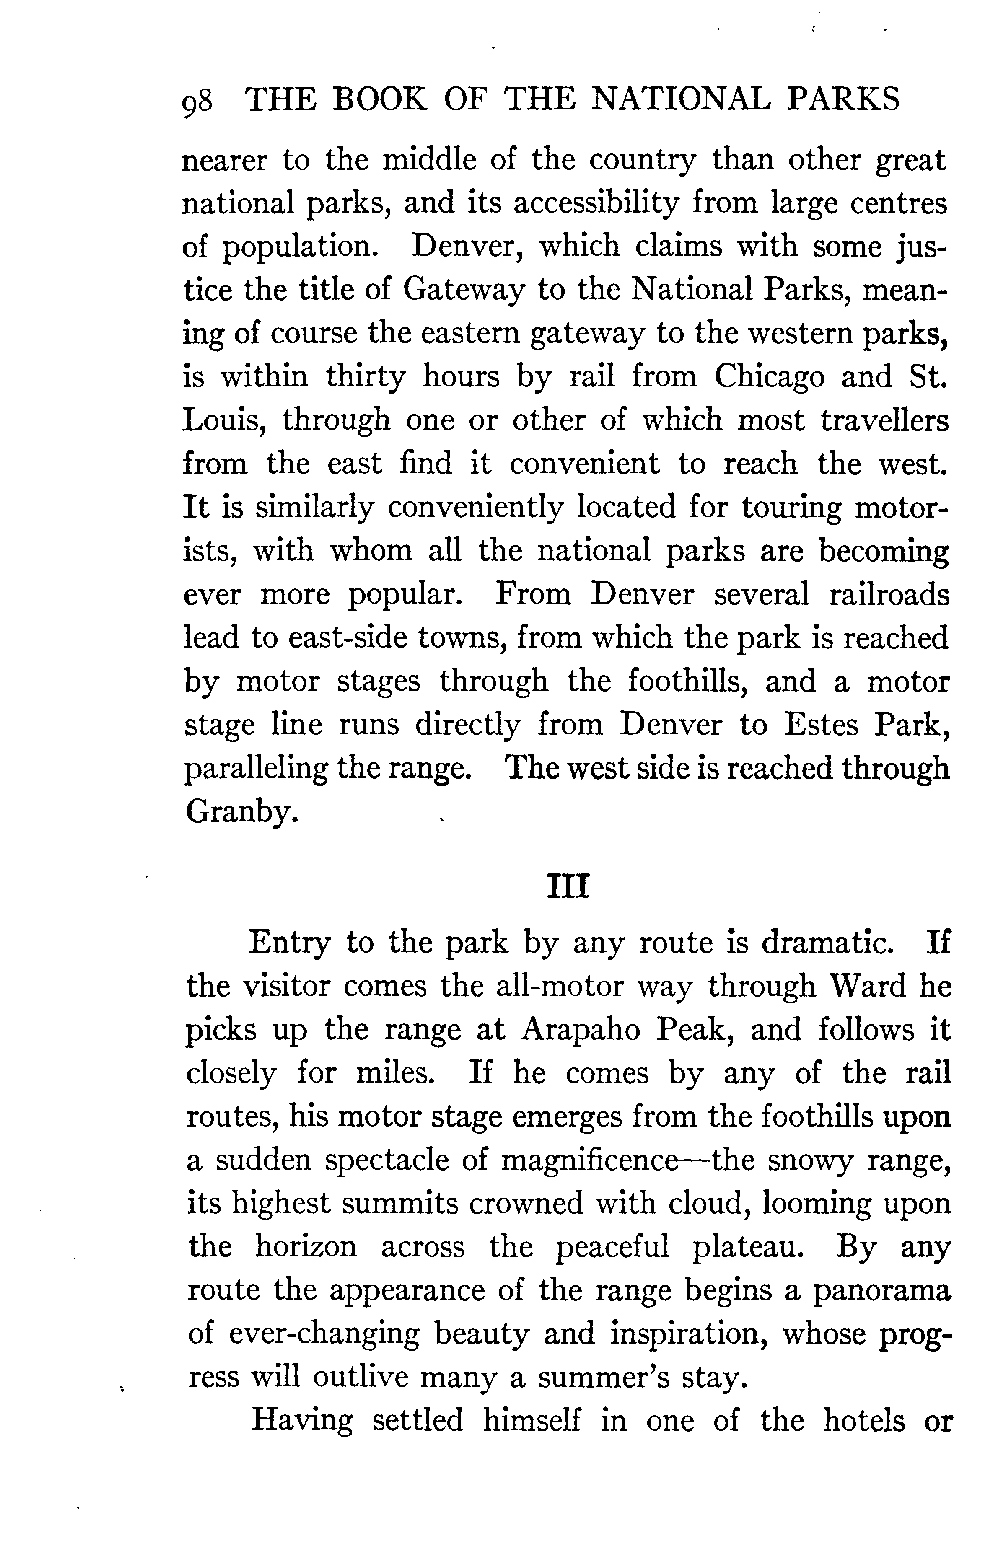 98 THE BOOK OF THE NATIONAL PARKS
nearer to the middle of the country than other great
national parks, and its accessibility from large centres
of population. Denver, which claims with some jus-
tice the title of Gateway to the National Parks, mean-
ing of course the eastern gateway to the western parks,
is within thirty hours by rail from Chicago and St.
Louis, through one or other of which most travellers
from the east find it convenient to reach the west.
It is similarly conveniently located for touring motor-
ists, with whom all the national parks are becoming
ever more popular. From Denver several railroads
lead to east-side towns, from which the park is reached
by motor stages through the foothills, and a motor
stage line runs directly from Denver to Estes Park,
paralleling the range. The west side is reached through
Granby.
III
Entry to the park by any route is dramatic. If
the visitor comes the all-motor way through Ward he
picks up the range at Arapaho Peak, and follows it
closely for miles. If he comes by any of the rail
routes, his motor stage emerges from the foothills upon
a sudden spectacle of magnificence—the snowy range,
its highest summits crowned with cloud, looming upon
the horizon across the peaceful plateau. By any
route the appearance of the range begins a panorama
of ever-changing beauty and inspiration, whose prog-
ress will outlive many a summer's stay.
Having settled himself in one of the hotels or